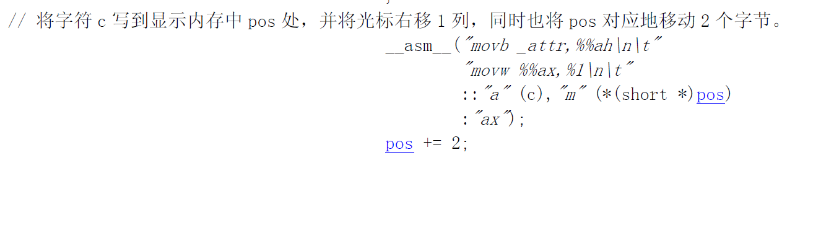 // 将字符 c 写到显示内存中 pos 处，并将光标右移 1 列，同时也将 pos 对应地移动 2 个字节。
__asm__("movb _attr,%%ah\n\t"
"movw %%ax,%1\n\t"
::"a" (c),"m" (*(short *)pos)
:"ax");
pos += 2;